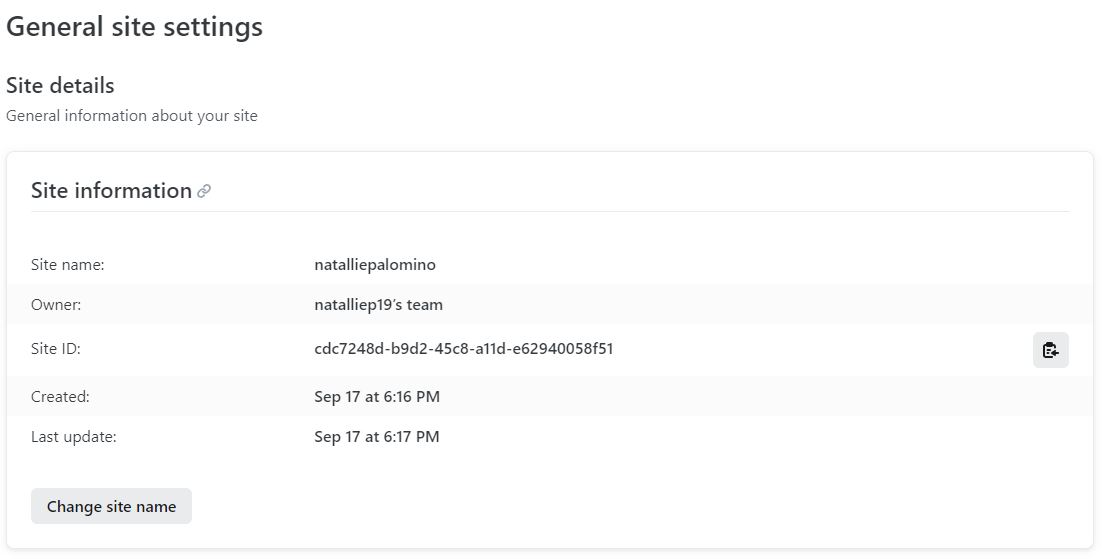 General site settings
Site details
General information about your site
Site information
Site name: natalliepalomino
Owner: natalliep19's team
Site ID: cdc7248d-b9d2-45c8-a11d-e62940058f51
Created: Sep 17 at 6:16 PM
Last update: Sep 17 at 6:17 PM
Change site name